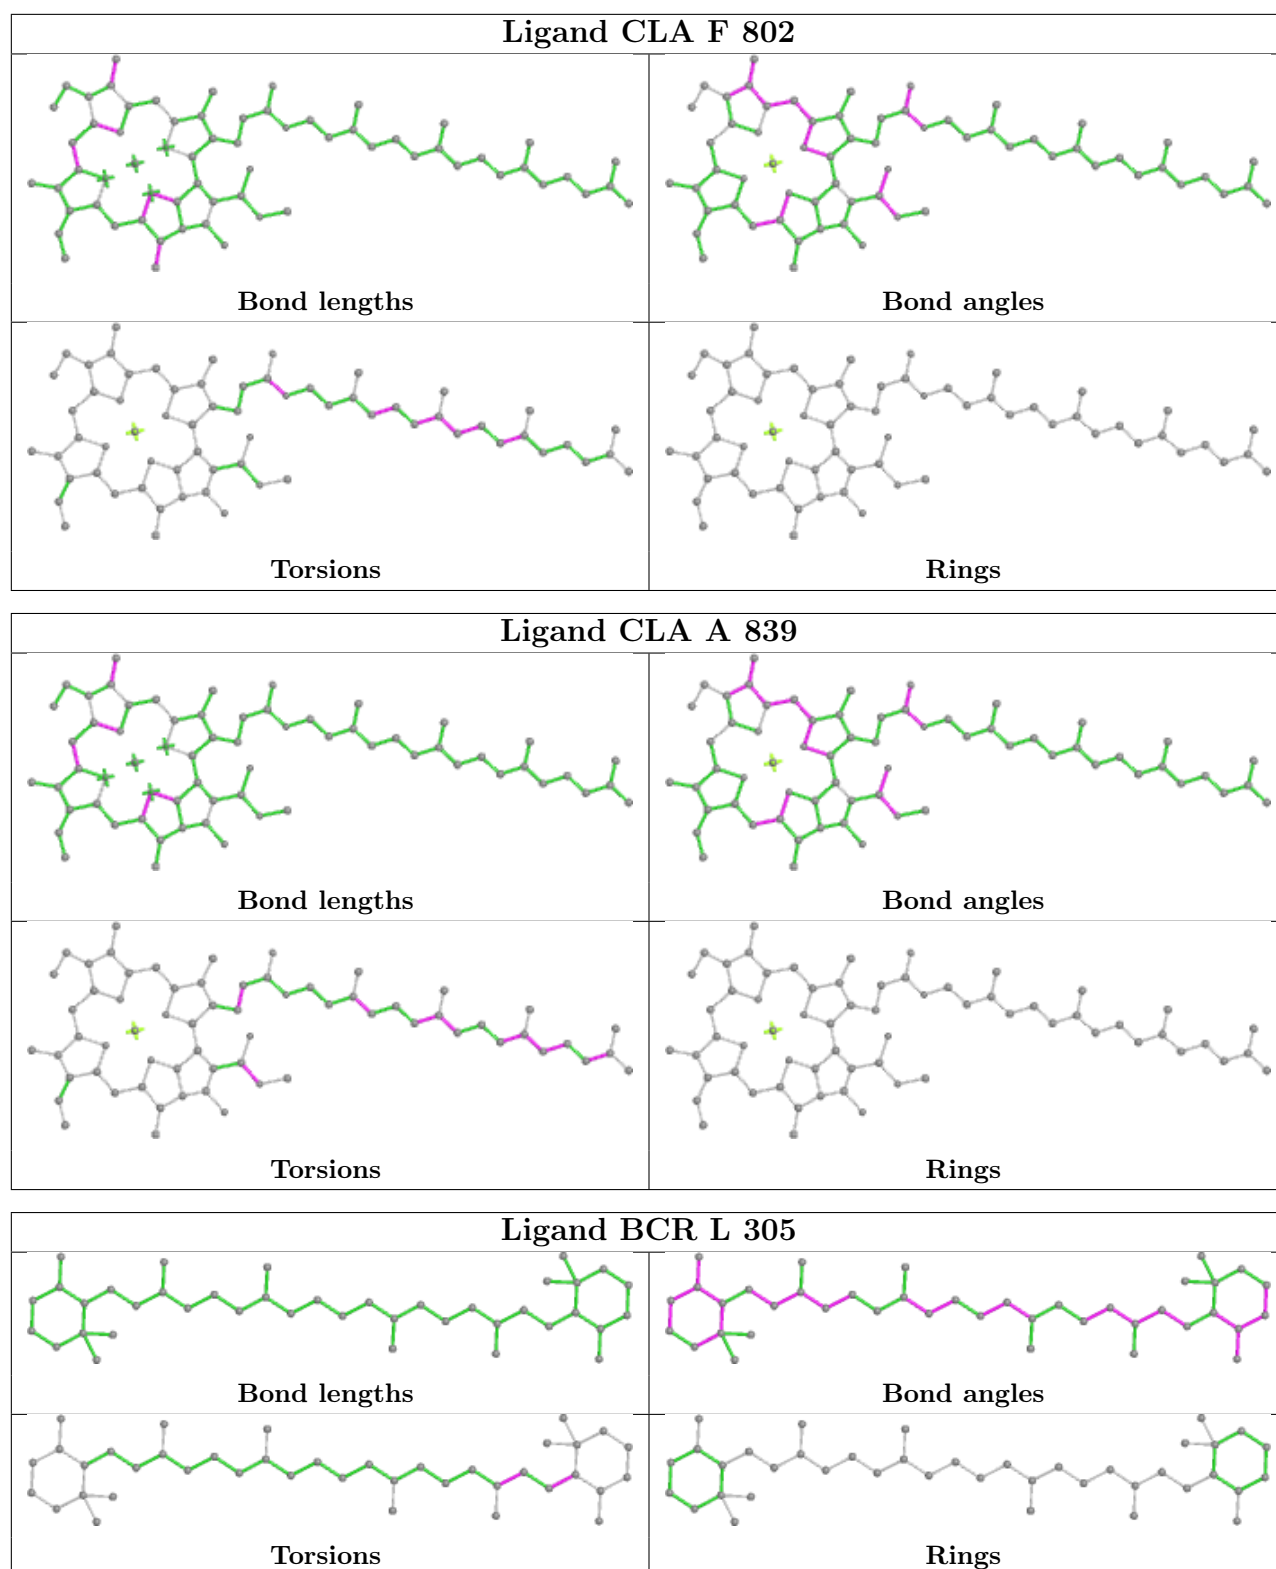 Ligand CLA F 802
Bond lengths
Bond angles
Torsions
Rings
Ligand CLA A 839
Bond lengths
Bond angles
Torsions
Rings
Ligand BCR L 305
Bond lengths
Bond angles
Torsions
Rings